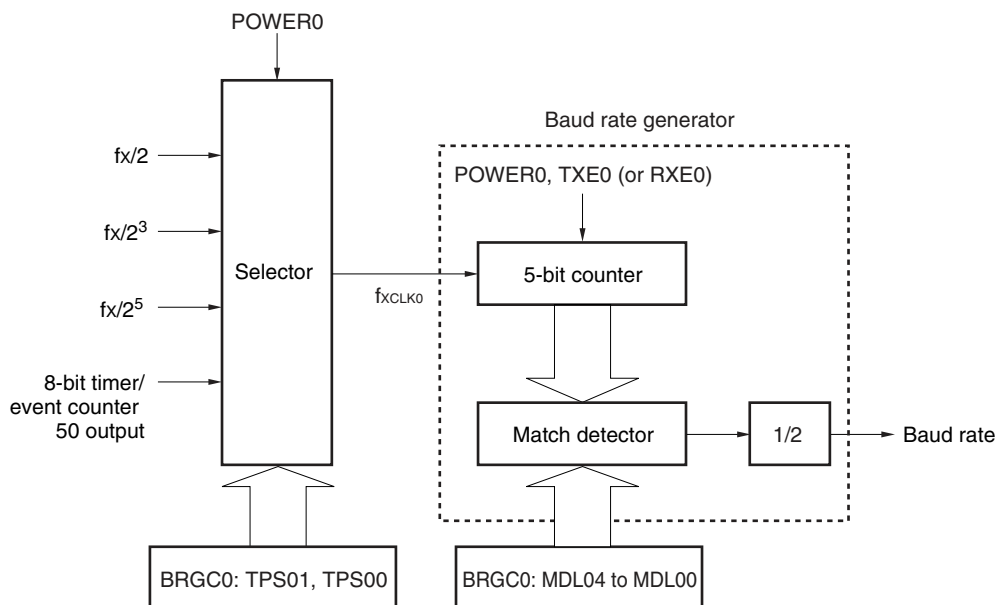 POWER0
Baud rate generator
fx/2
POWER0, TXE0 (or RXE0)
fx/2³
Selector
5-bit counter
fXCLK0
fx/2⁵
8-bit timer/
event counter
50 output
Match detector
1/2
Baud rate
BRGC0: TPS01, TPS00
BRGC0: MDL04 to MDL00